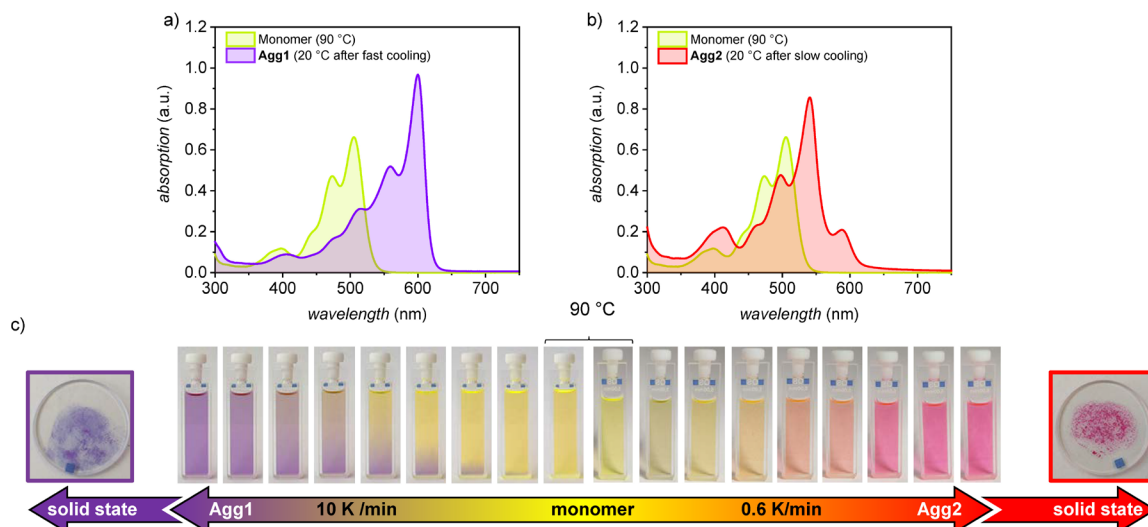 a)
1.2
1.0
0.8
0.6
0.4
0.2
0.0
absorption (a.u.)
Monomer (90 °C)
Agg1 (20 °C after fast cooling)
300 400 500 600 700
wavelength (nm)
b)
1.2
1.0
0.8
0.6
0.4
0.2
0.0
absorption (a.u.)
Monomer (90 °C)
Agg2 (20 °C after slow cooling)
300 400 500 600 700
wavelength (nm)
90 °C
c)
solid state Agg1 10 K /min monomer 0.6 K/min Agg2 solid state